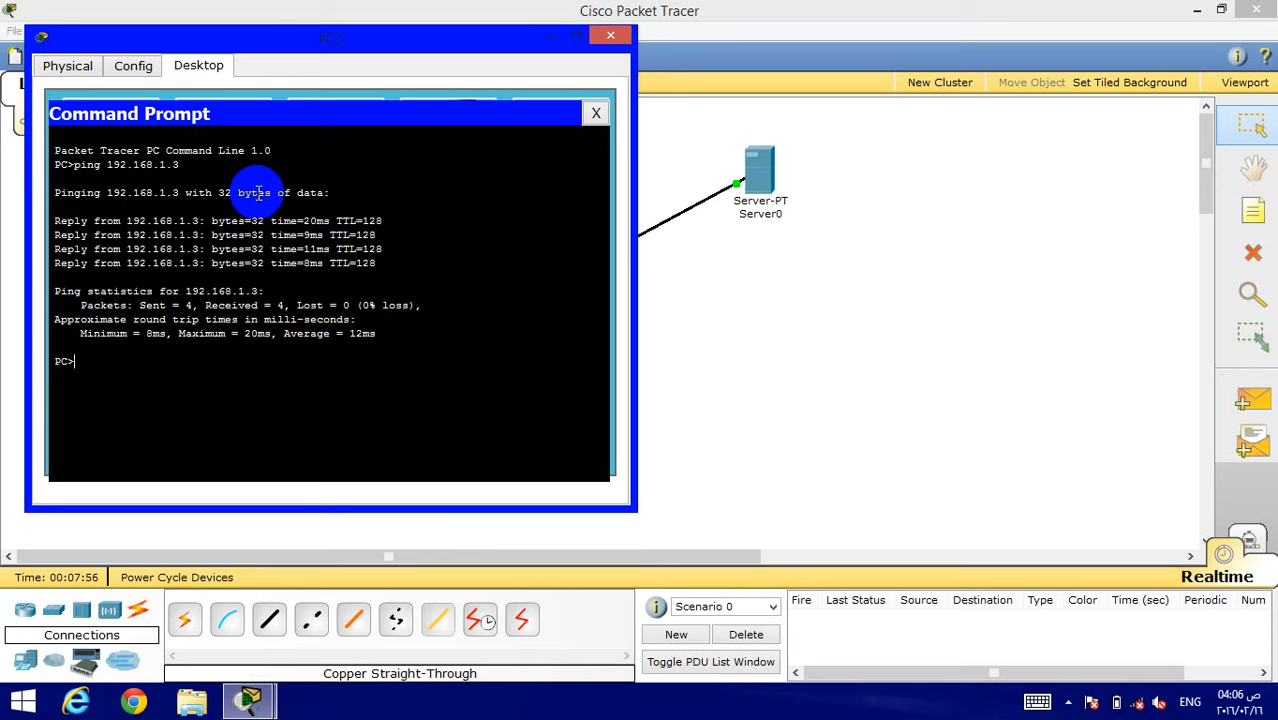 Cisco Packet Tracer
File
PC2
Physical
Config
Desktop
New Cluster
Move Object
Set Tiled Background
Viewport
Command Prompt
X
Packet Tracer PC Command Line 1.0
PC>ping 192.168.1.3
Pinging 192.168.1.3 with 32 bytes of data:
Reply from 192.168.1.3: bytes=32 time=20ms TTL=128
Reply from 192.168.1.3: bytes=32 time=9ms TTL=128
Reply from 192.168.1.3: bytes=32 time=11ms TTL=128
Reply from 192.168.1.3: bytes=32 time=8ms TTL=128
Ping statistics for 192.168.1.3:
Packets: Sent = 4, Received = 4, Lost = 0 (0% loss),
Approximate round trip times in milli-seconds:
Minimum = 8ms, Maximum = 20ms, Average = 12ms
PC>
Server-PT
Server0
Time: 00:07:56
Power Cycle Devices
Realtime
Connections
Copper Straight-Through
Scenario 0
New
Delete
Toggle PDU List Window
Fire
Last Status
Source
Destination
Type
Color
Time (sec)
Periodic
Num
ENG
04:06 ص
٢٠١٦/٠٢/١٦